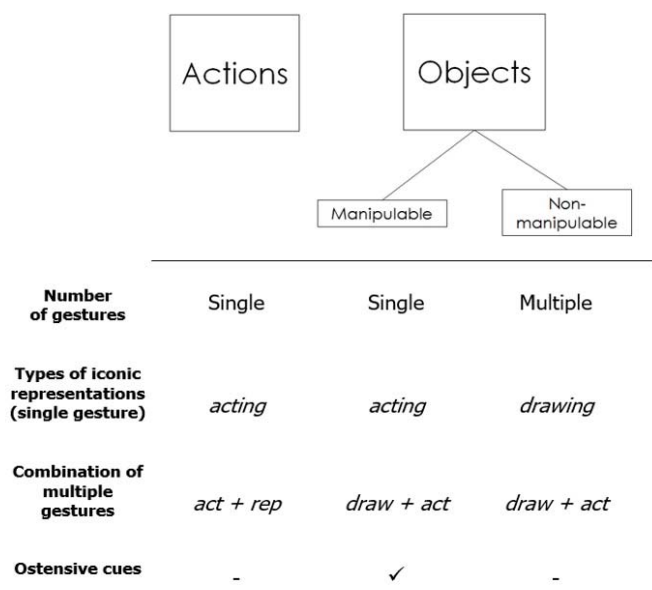 Actions Objects
Manipulable
Non-
manipulable
Number
of gestures
Single Single Multiple
Types of iconic
representations
(single gesture)
acting acting drawing
Combination of
multiple
gestures
act + rep draw + act draw + act
Ostensive cues
- ✓ -